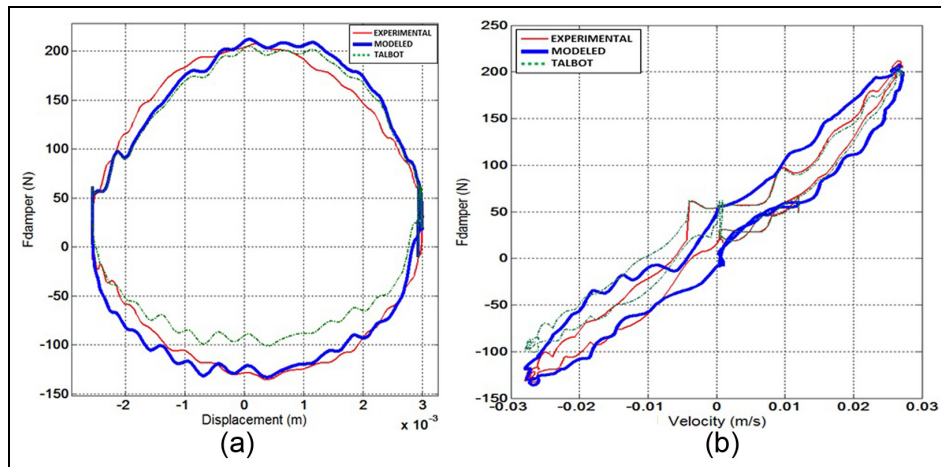 EXPERIMENTAL
MODELED
TALBOT
Fdamper (N)
200
150
100
50
0
-50
-100
-150
-2 -1 0 1 2 3
Displacement (m)
x 10⁻³
(a)
EXPERIMENTAL
MODELED
TALBOT
Fdamper (N)
250
200
150
100
50
0
-50
-100
-150
-0.03 -0.02 -0.01 0 0.01 0.02 0.03
Velocity (m/s)
(b)